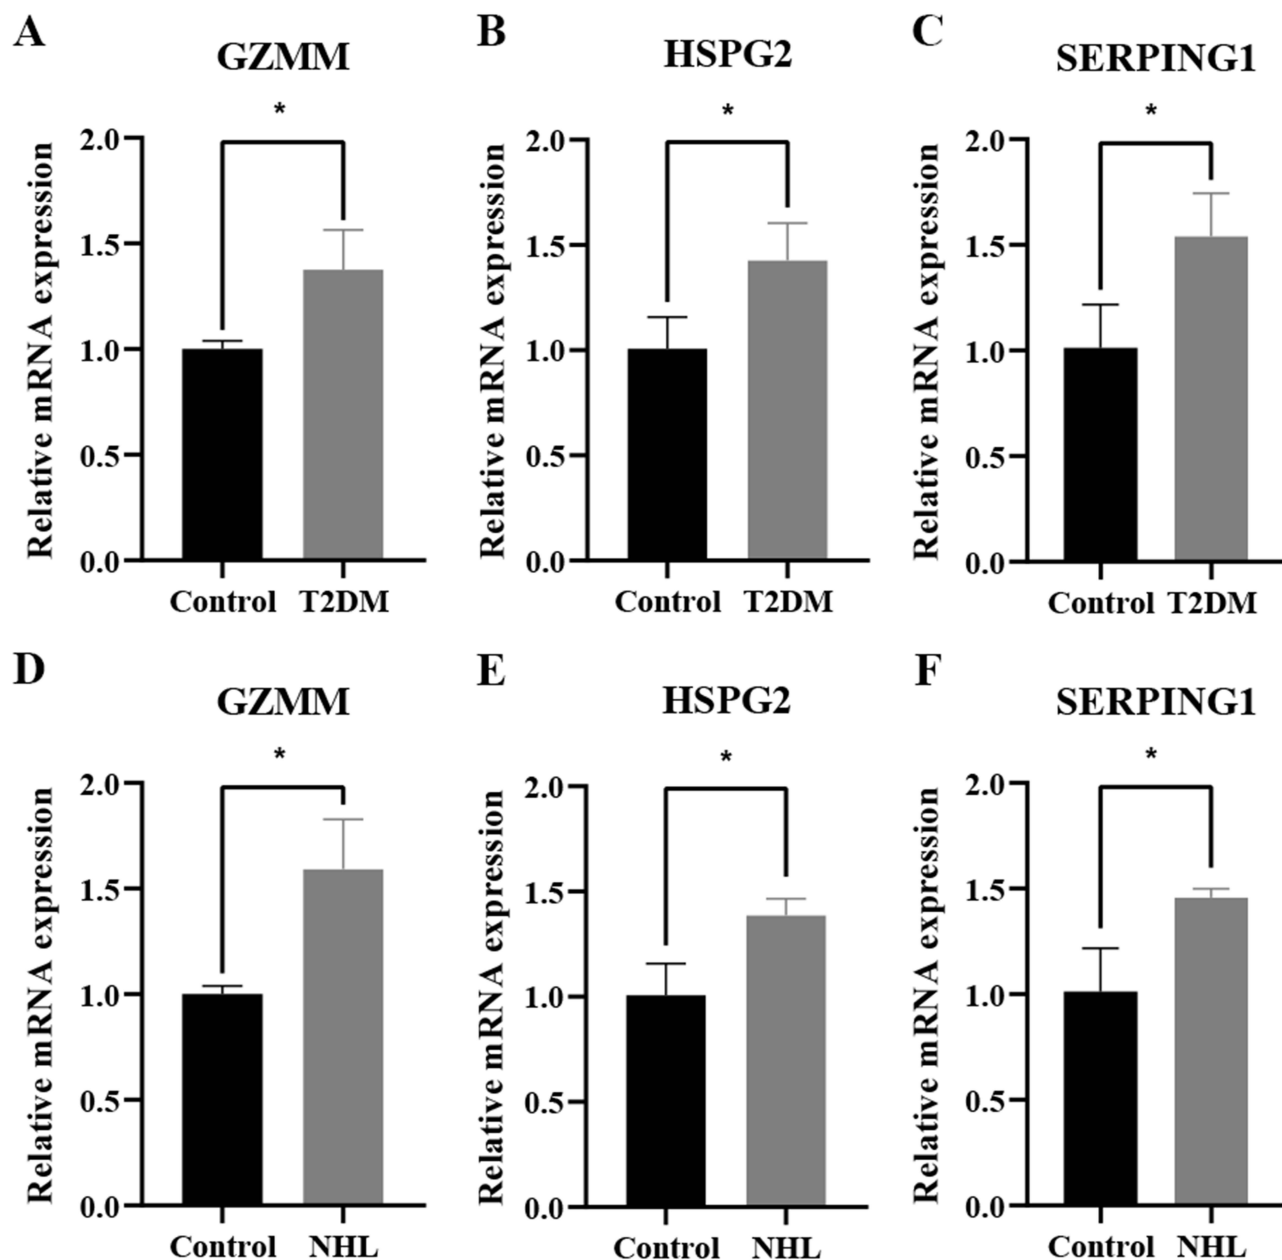 A
GZMM
*
Relative mRNA expression
2.0
1.5
1.0
0.5
0.0
Control T2DM
B
HSPG2
*
Relative mRNA expression
2.0
1.5
1.0
0.5
0.0
Control T2DM
C
SERPING1
*
Relative mRNA expression
2.0
1.5
1.0
0.5
0.0
Control T2DM
D
GZMM
*
Relative mRNA expression
2.0
1.5
1.0
0.5
0.0
Control NHL
E
HSPG2
*
Relative mRNA expression
2.0
1.5
1.0
0.5
0.0
Control NHL
F
SERPING1
*
Relative mRNA expression
2.0
1.5
1.0
0.5
0.0
Control NHL